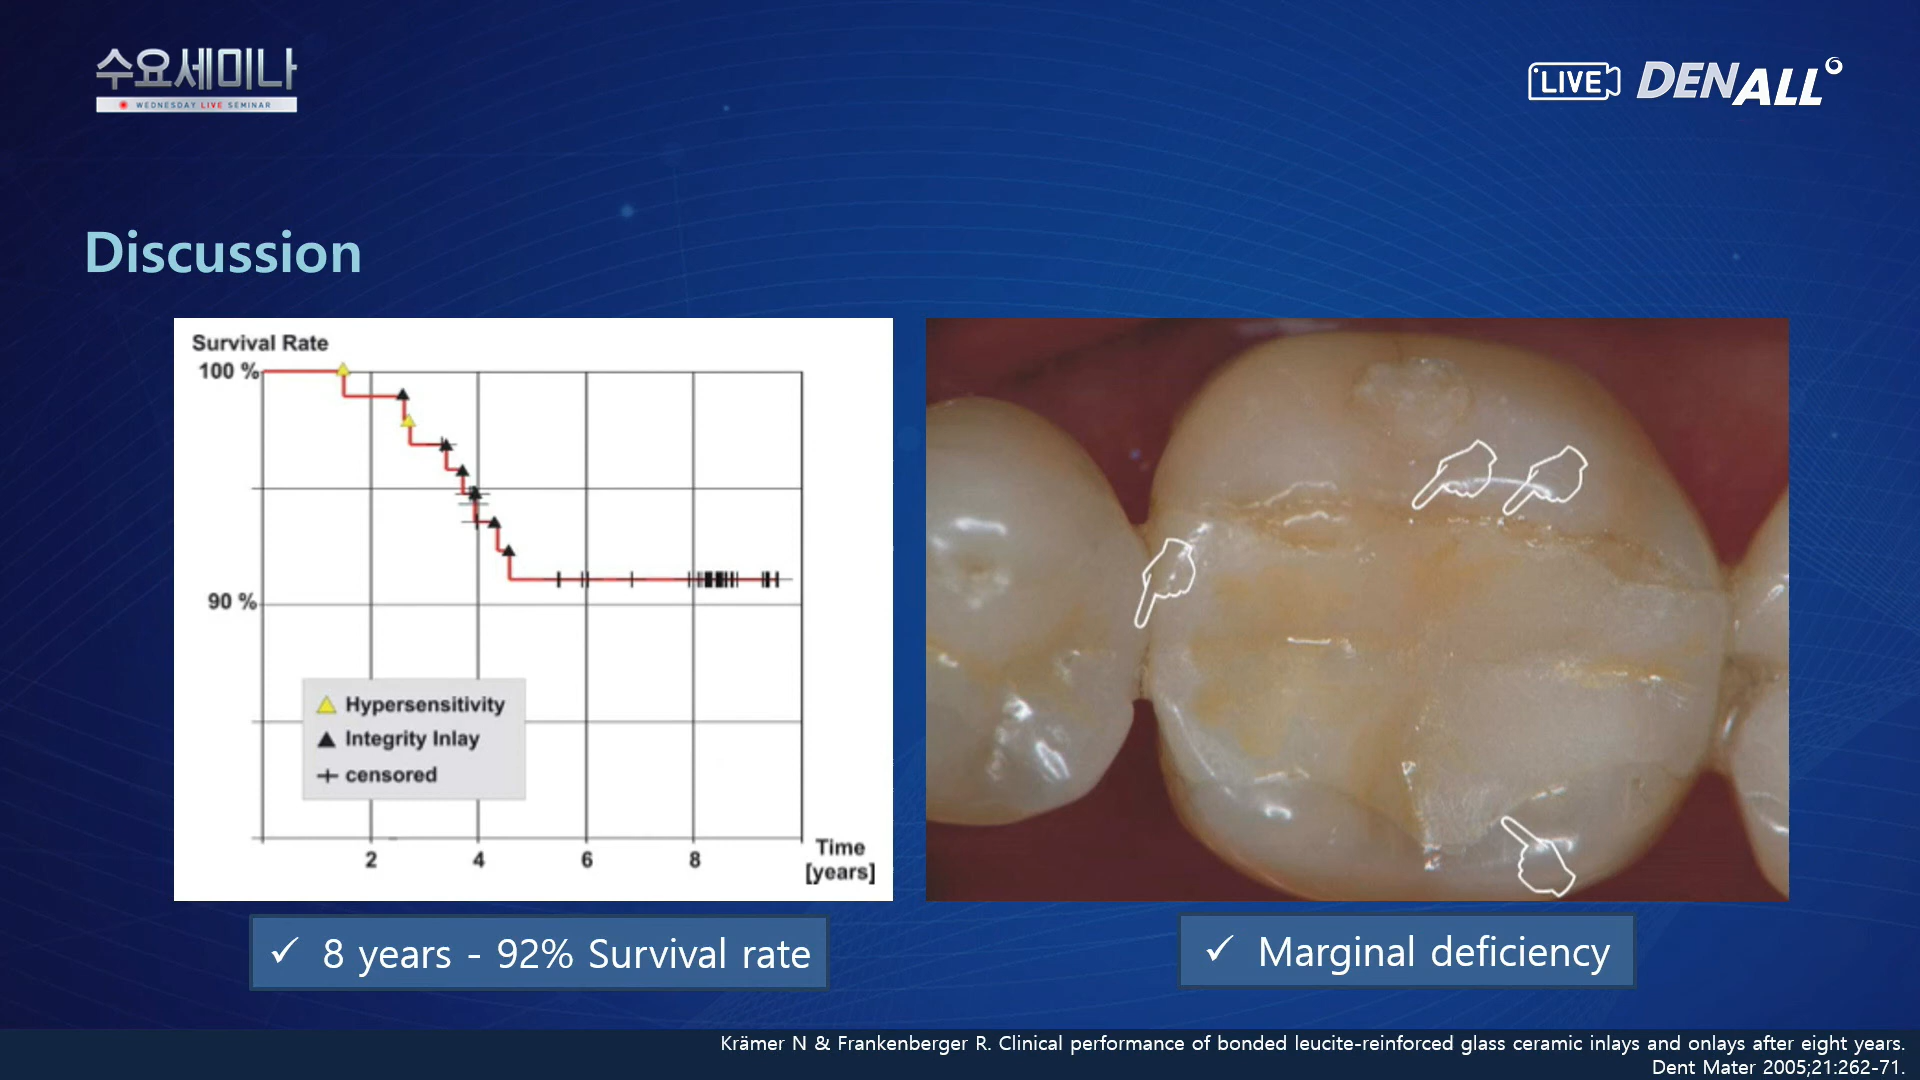 수요세미나
WEDNESDAY LIVE SEMINAR
LIVE DENALL
Discussion
Survival Rate
100 %
90 %
Hypersensitivity
Integrity Inlay
censored
2 4 6 8
Time
[years]
✓ 8 years - 92% Survival rate
✓ Marginal deficiency
Krämer N & Frankenberger R. Clinical performance of bonded leucite-reinforced glass ceramic inlays and onlays after eight years.
Dent Mater 2005;21:262-71.